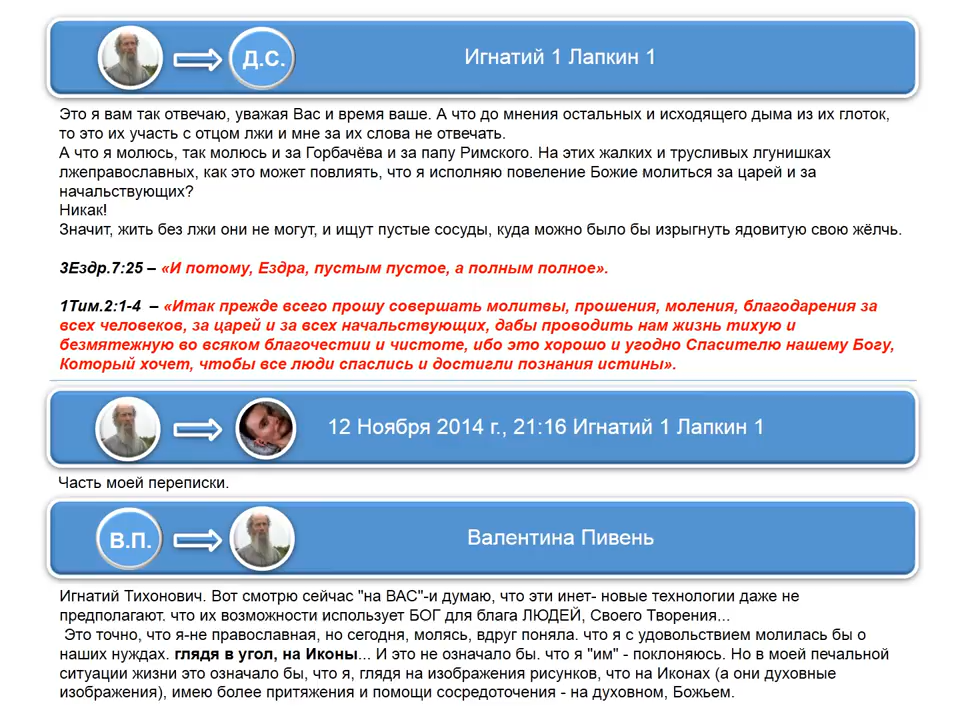 Д.С.
Игнатий 1 Лапкин 1
Это я вам так отвечаю, уважая Вас и время ваше. А что до мнения остальных и исходящего дыма из их глоток,
то это их участь с отцом лжи и мне за их слова не отвечать.
А что я молюсь, так молюсь и за Горбачёва и за папу Римского. На этих жалких и трусливых лгунишках
лжеправославных, как это может повлиять, что я исполняю повеление Божие молиться за царей и за
начальствующих?
Никак!
Значит, жить без лжи они не могут, и ищут пустые сосуды, куда можно было бы изрыгнуть ядовитую свою жёлчь.
3Ездр.7:25 – «И потому, Ездра, пустым пустое, а полным полное».
1Тим.2:1-4 – «Итак прежде всего прошу совершать молитвы, прошения, моления, благодарения за
всех человеков, за царей и за всех начальствующих, дабы проводить нам жизнь тихую и
безмятежную во всяком благочестии и чистоте, ибо это хорошо и угодно Спасителю нашему Богу,
Который хочет, чтобы все люди спаслись и достигли познания истины».
12 Ноября 2014 г., 21:16 Игнатий 1 Лапкин 1
Часть моей переписки.
В.П.
Валентина Пивень
Игнатий Тихонович. Вот смотрю сейчас "на ВАС"-и думаю, что эти инет- новые технологии даже не
предполагают. что их возможности использует БОГ для блага ЛЮДЕЙ, Своего Творения...
Это точно, что я-не православная, но сегодня, молясь, вдруг поняла. что я с удовольствием молилась бы о
наших нуждах. глядя в угол, на Иконы... И это не означало бы. что я "им" - поклоняюсь. Но в моей печальной
ситуации жизни это означало бы, что я, глядя на изображения рисунков, что на Иконах (а они духовные
изображения), имею более притяжения и помощи сосредоточения - на духовном, Божьем.